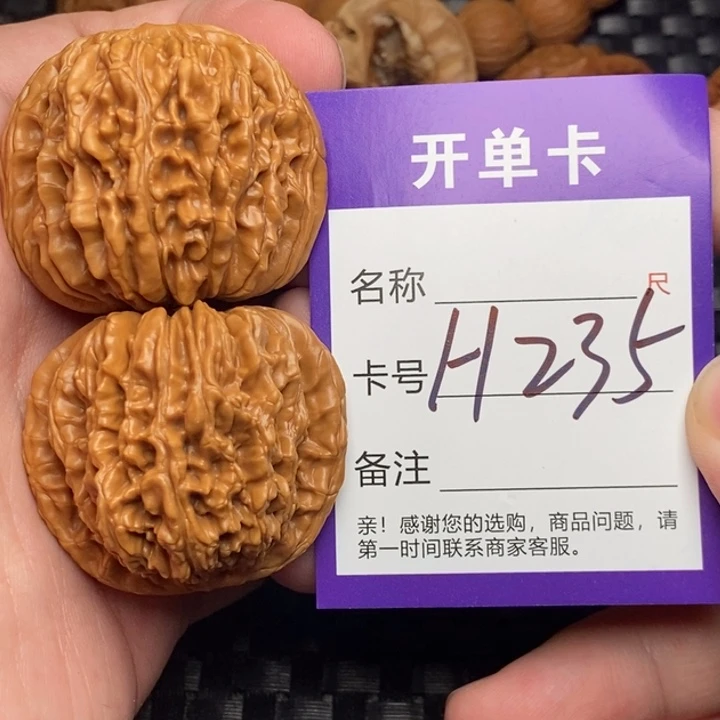 开单卡
名称 尺
卡号 H235
备注
亲！感谢您的选购，商品问题，请
第一时间联系商家客服。